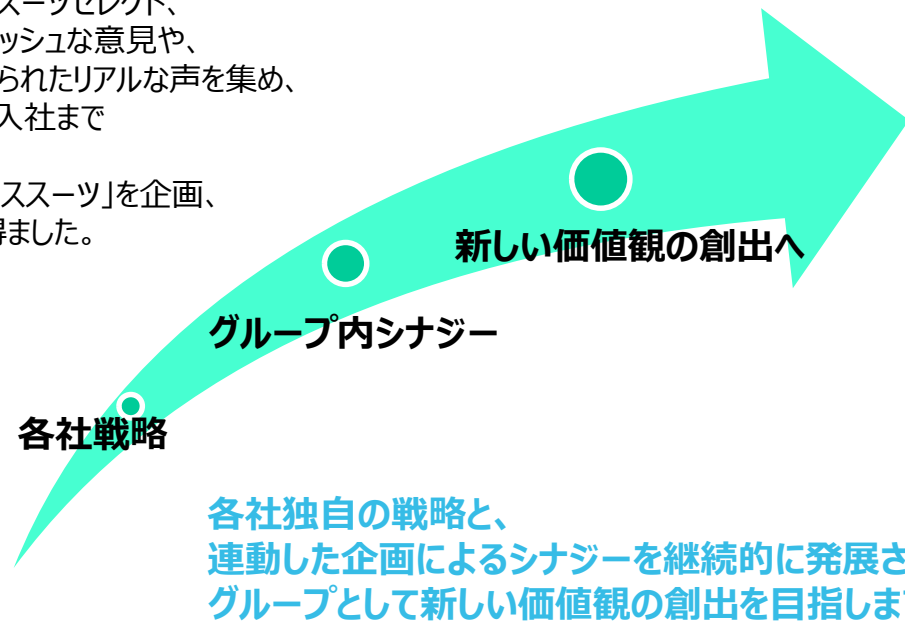 スーツセレクト、
ッシュな意見や、
られたリアルな声を集め、
入社まで
ススーツ」を企画、
得ました。
新しい価値観の創出へ
グループ内シナジー
各社戦略
各社独自の戦略と、
連動した企画によるシナジーを継続的に発展さ
グループとして新しい価値観の創出を目指しま